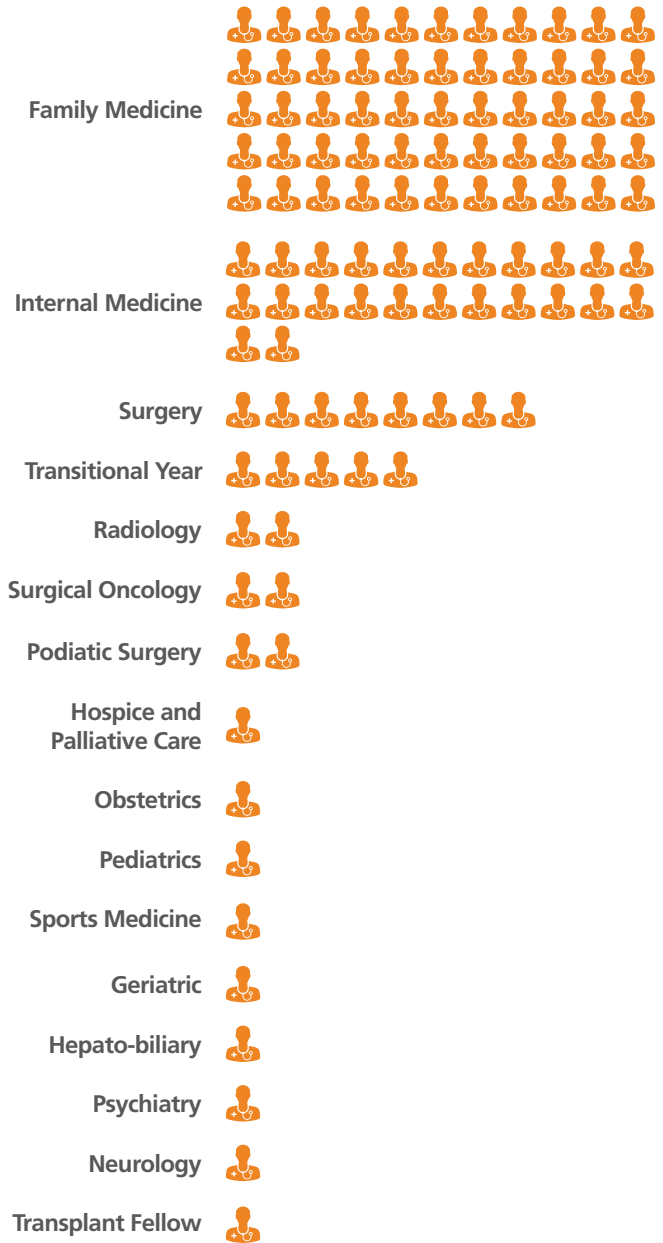 Family Medicine
Internal Medicine
Surgery
Transitional Year
Radiology
Surgical Oncology
Podiatic Surgery
Hospice and
Palliative Care
Obstetrics
Pediatrics
Sports Medicine
Geriatric
Hepato-biliary
Psychiatry
Neurology
Transplant Fellow